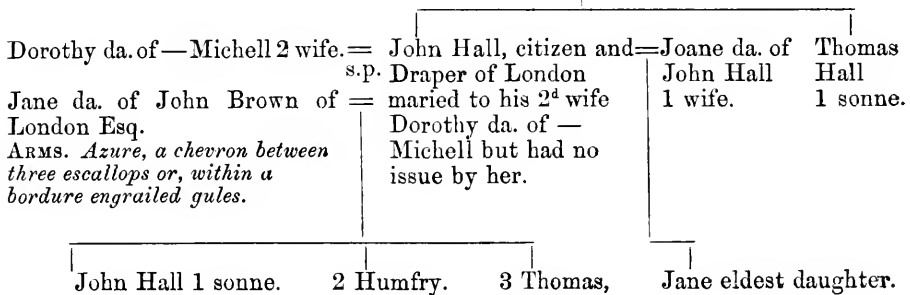 Dorothy da. of — Michell 2 wife. =
s.p.
Jane da. of John Brown of =
London Esq.
ARMS. Azure, a chevron between
three escallops or, within a
bordure engrailed gules.
John Hall, citizen and =
Draper of London
maried to his 2d wife
Dorothy da. of —
Michell but had no
issue by her.
Joane da. of
John Hall
1 wife.
Thomas
Hall
1 sonne.
John Hall 1 sonne. 2 Humfry. 3 Thomas, Jane eldest daughter.